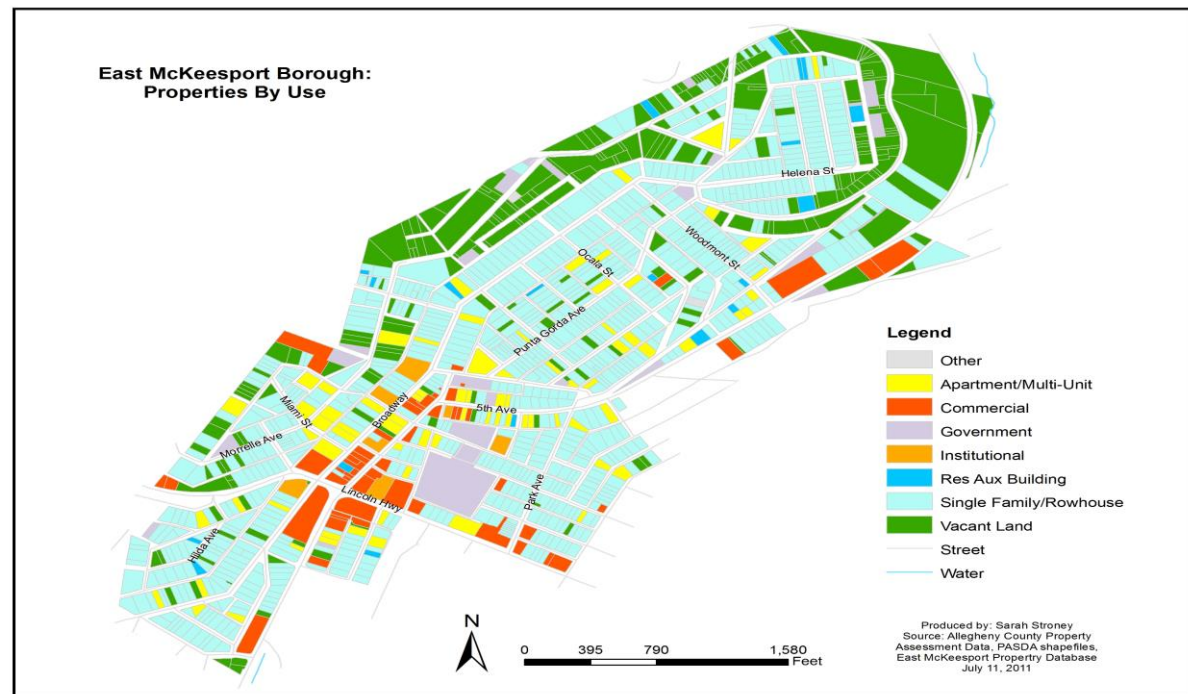 East McKeesport Borough:
Properties By Use
Helena St
Woodmont St
Ocala St
Punta Gorda Ave
5th Ave
Broadway
Miami St
Morrelle Ave
Lincoln Hwy
Park Ave
Hilda Ave
Legend
Other
Apartment/Multi-Unit
Commercial
Government
Institutional
Res Aux Building
Single Family/Rowhouse
Vacant Land
Street
Water
N
0 395 790 1,580
Feet
Produced by: Sarah Stroney
Source: Allegheny County Property
Assessment Data, PASDA shapefiles,
East McKeesport Propertry Database
July 11, 2011